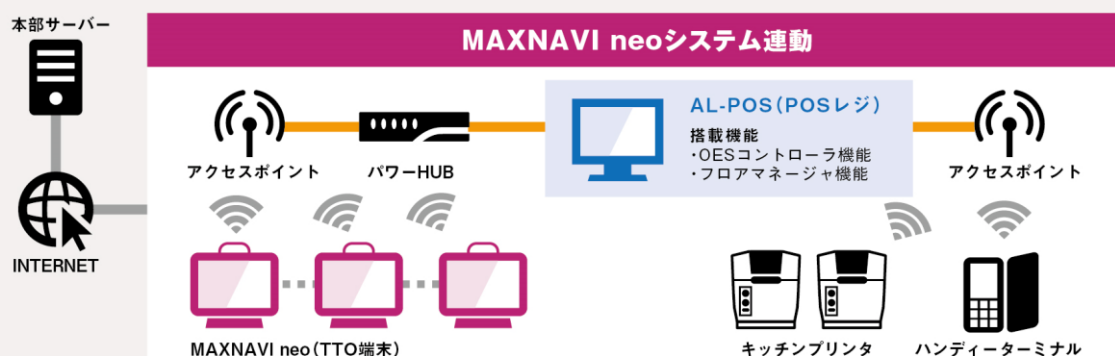 本部サーバー
MAXNAVI neoシステム連動
AL-POS(POSレジ)
搭載機能
・OESコントローラ機能
・フロアマネージャ機能
アクセスポイント
パワーHUB
アクセスポイント
INTERNET
MAXNAVI neo(TTO端末)
キッチンプリンタ
ハンディーターミナル